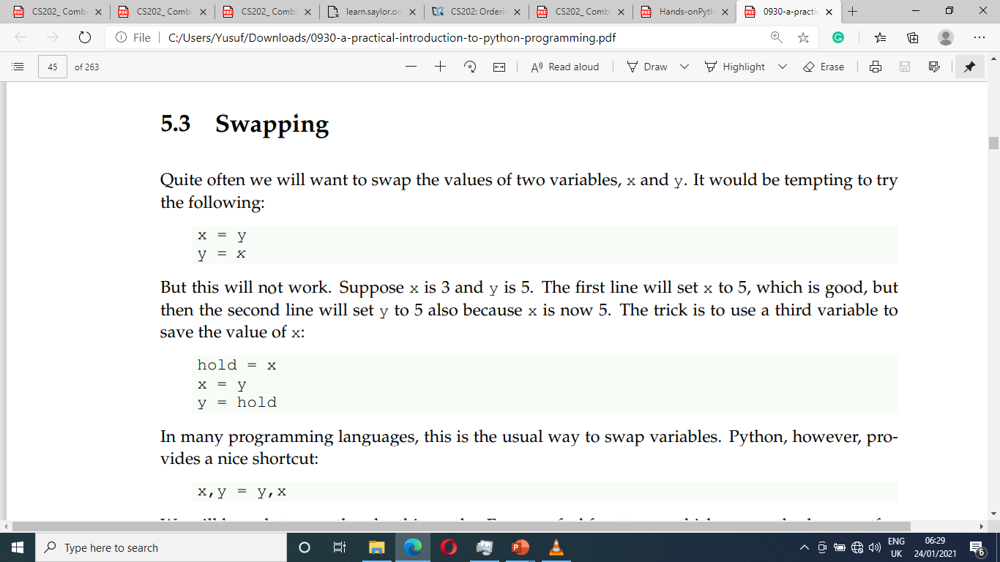 CS202_ Combi
CS202_ Combi
CS202_ Comb
learn.saylor.or
CS202: Orderi
CS202_ Comb
Hands-onPyth
0930-a-practic
File
C:/Users/Yusuf/Downloads/0930-a-practical-introduction-to-python-programming.pdf
45 of 263
Read aloud
Draw
Highlight
Erase
5.3 Swapping
Quite often we will want to swap the values of two variables, x and y. It would be tempting to try
the following:
x = y
y = x
But this will not work. Suppose x is 3 and y is 5. The first line will set x to 5, which is good, but
then the second line will set y to 5 also because x is now 5. The trick is to use a third variable to
save the value of x:
hold = x
x = y
y = hold
In many programming languages, this is the usual way to swap variables. Python, however, pro-
vides a nice shortcut:
x,y = y,x
Type here to search
ENG
UK
06:29
24/01/2021
6